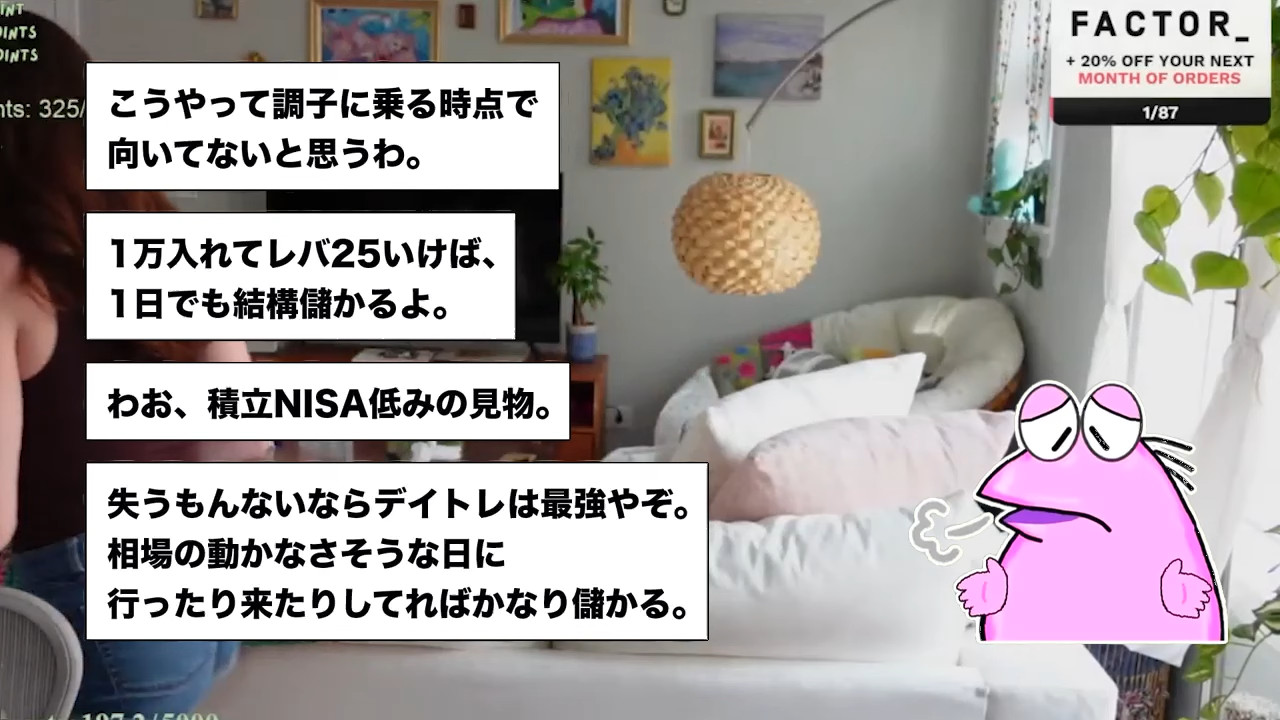 INT
OINTS
OINTS
nts: 325/
こうやって調子に乗る時点で
向いてないと思うわ。
1万入れてレバ25いけば、
1日でも結構儲かるよ。
わお、積立NISA低みの見物。
失うもんないならデイトレは最強やぞ。
相場の動かなさそうな日に
行ったり来たりしてればかなり儲かる。
FACTOR_
+ 20% OFF YOUR NEXT
MONTH OF ORDERS
1/87